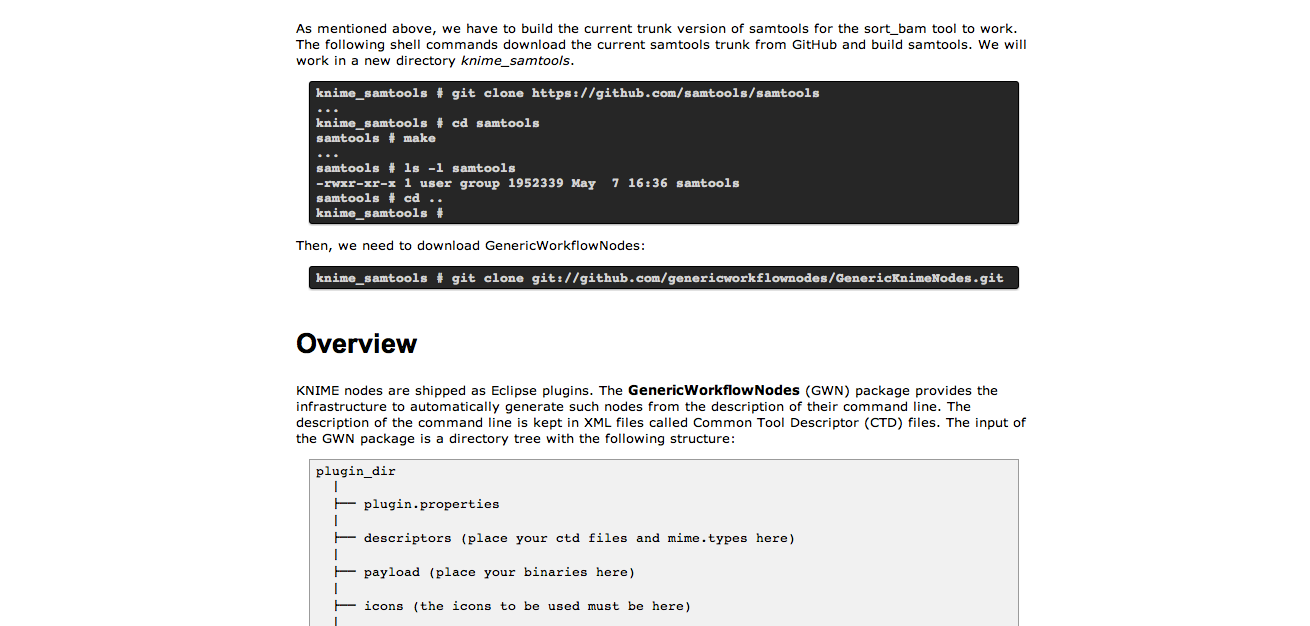 As mentioned above, we have to build the current trunk version of samtools for the sort_bam tool to work.
The following shell commands download the current samtools trunk from GitHub and build samtools. We will
work in a new directory knime_samtools.
knime_samtools # git clone https://github.com/samtools/samtools
...
knime_samtools # cd samtools
samtools # make
...
samtools # ls -l samtools
-rwxr-xr-x 1 user group 1952339 May  7 16:36 samtools
samtools # cd ..
knime_samtools #
Then, we need to download GenericWorkflowNodes:
knime_samtools # git clone git://github.com/genericworkflownodes/GenericKnimeNodes.git
Overview
KNIME nodes are shipped as Eclipse plugins. The GenericWorkflowNodes (GWN) package provides the
infrastructure to automatically generate such nodes from the description of their command line. The
description of the command line is kept in XML files called Common Tool Descriptor (CTD) files. The input of
the GWN package is a directory tree with the following structure:
plugin_dir
│
├── plugin.properties
│
├── descriptors (place your ctd files and mime.types here)
│
├── payload (place your binaries here)
│
├── icons (the icons to be used must be here)
│